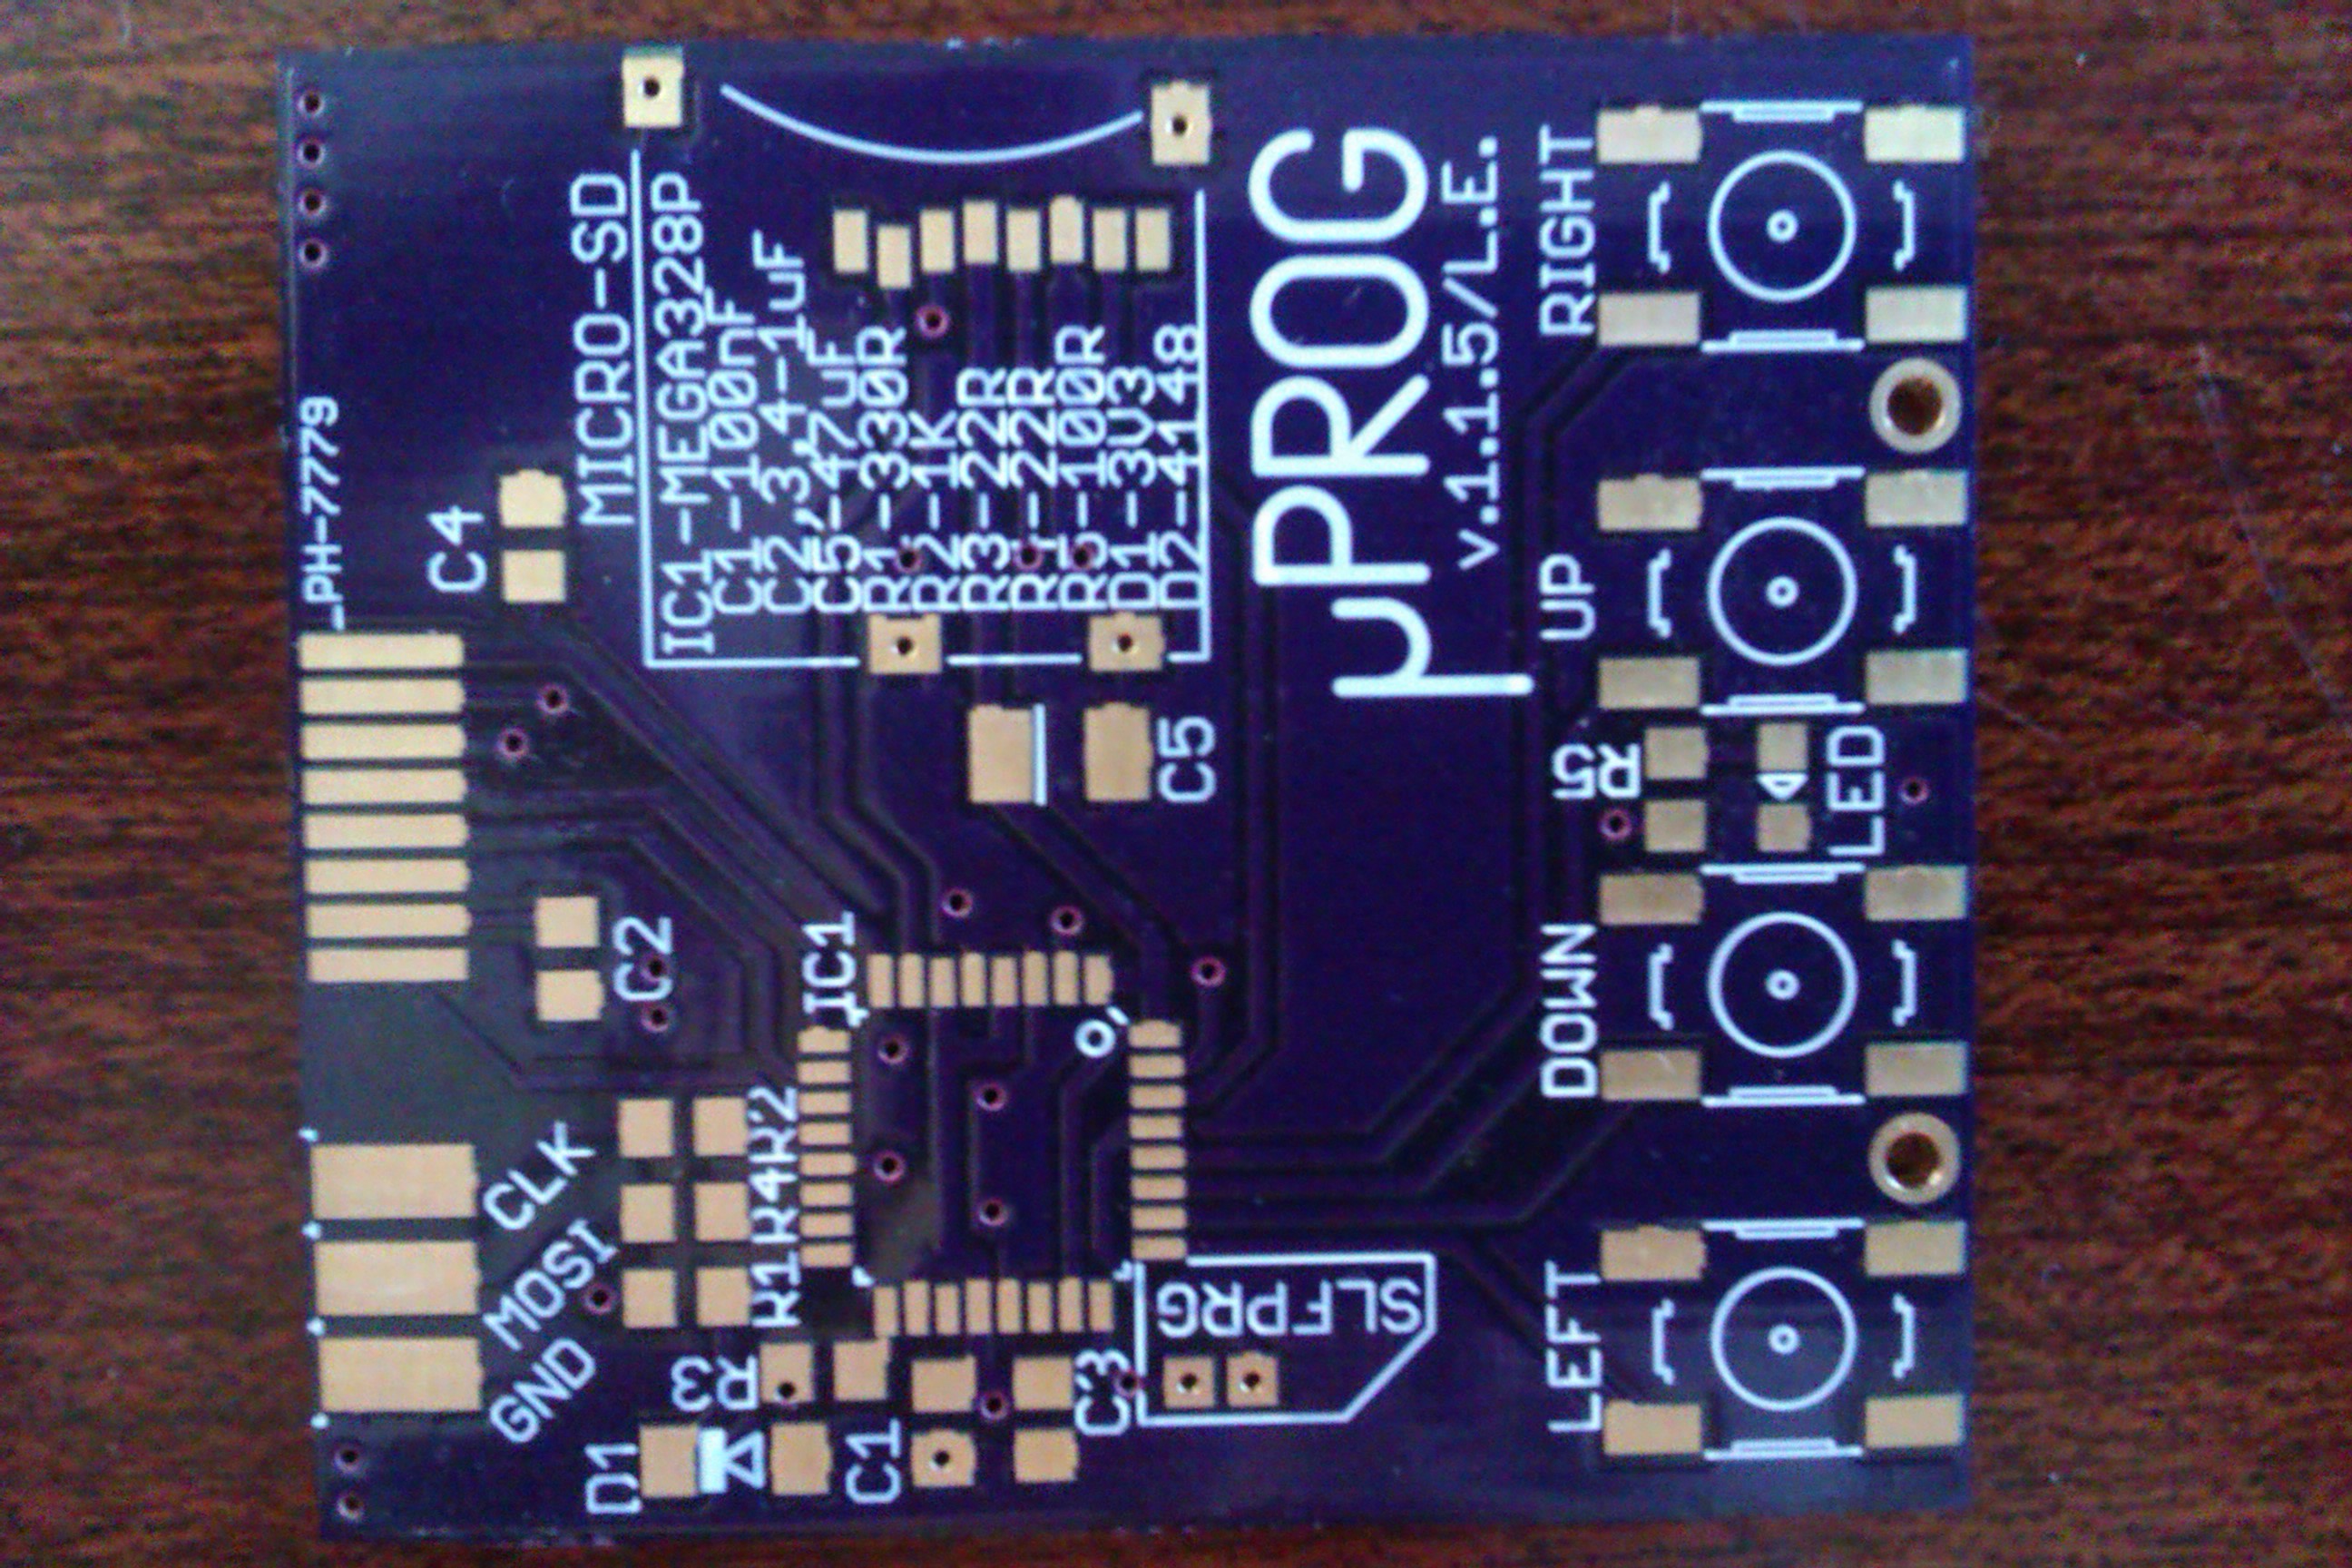 _PH-7779
C4
MICRO-SD
IC1-MEGA328P
C1-100nF
C2,3,4-1uF
C5-47uF
R1-330R
R2-1K
R3-22R
R4-22R
R5-100R
D1-3V3
D2-4148
µPROG
v.1.1.5/L.E.
RIGHT
UP
DOWN
LEFT
R5
LED
C5
C2
IC1
CLK
MOSI
GND
R1R4R2
R3
D1
C1
C3
SLFPRG